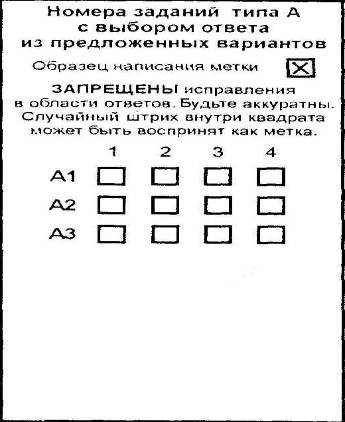 Номера заданий типа А
с выбором ответа
из предложенных вариантов
Образец написания метки
ЗАПРЕЩЕНЫ исправления
в области ответов. Будьте аккуратны.
Случайный штрих внутри квадрата
может быть воспринят как метка.
1 2 3 4
А1
А2
А3